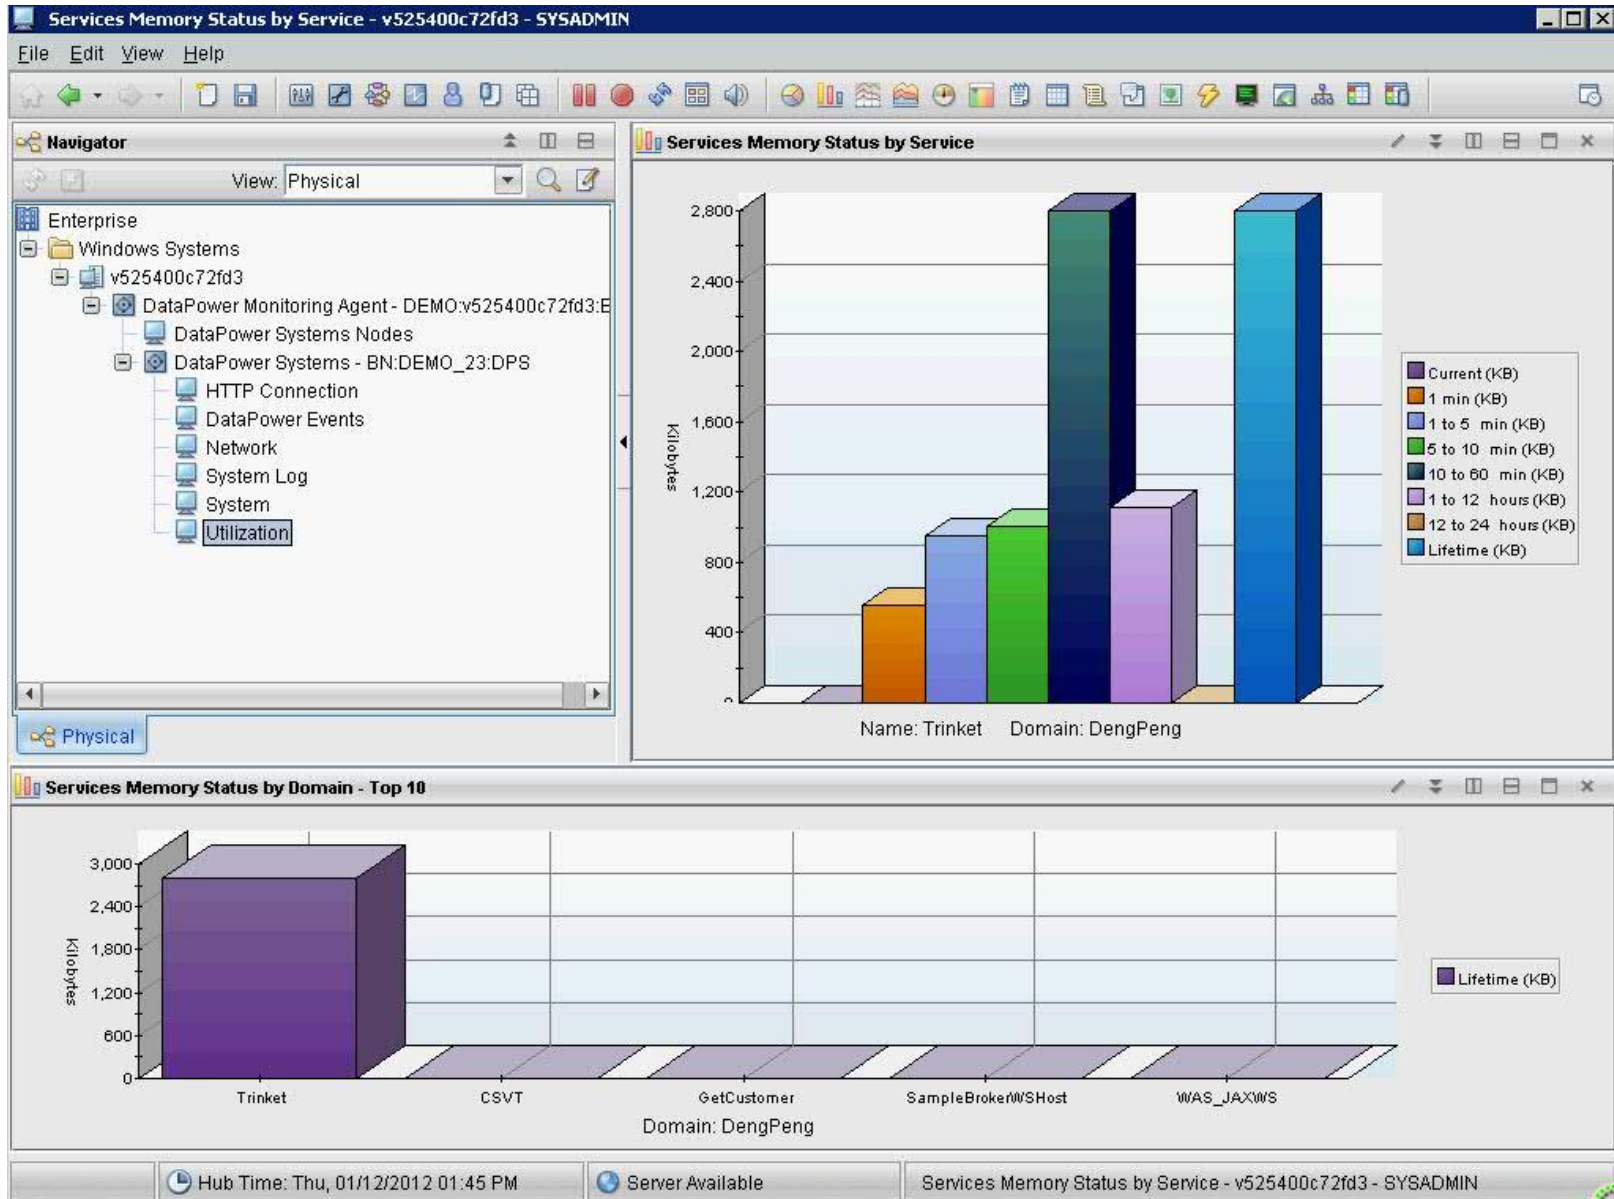 Services Memory Status by Service - v525400c72fd3 - SYSADMIN
File Edit View Help
Navigator
View: Physical
Enterprise
Windows Systems
v525400c72fd3
DataPower Monitoring Agent - DEMO:v525400c72fd3:E
DataPower Systems Nodes
DataPower Systems - BN:DEMO_23:DPS
HTTP Connection
DataPower Events
Network
System Log
System
Utilization
Physical
Services Memory Status by Service
2,800
2,400
2,000
1,600
1,200
800
400
0
Kilobytes
Name: Trinket Domain: DengPeng
Current (KB)
1 min (KB)
1 to 5 min (KB)
5 to 10 min (KB)
10 to 60 min (KB)
1 to 12 hours (KB)
12 to 24 hours (KB)
Lifetime (KB)
Services Memory Status by Domain - Top 10
3,000
2,400
1,800
1,200
600
0
Kilobytes
Trinket CSVT GetCustomer SampleBrokerWSHost WAS_JAXWS
Domain: DengPeng
Lifetime (KB)
Hub Time: Thu, 01/12/2012 01:45 PM
Server Available
Services Memory Status by Service - v525400c72fd3 - SYSADMIN